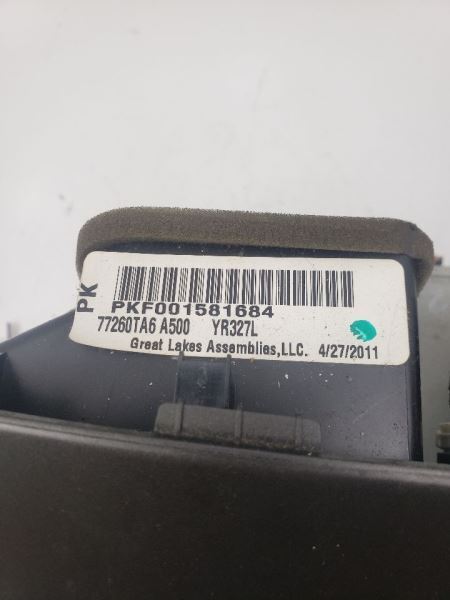 PK
PKF001581684
77260TA6 A500 YR327L
Great Lakes Assemblies,LLC. 4/27/2011